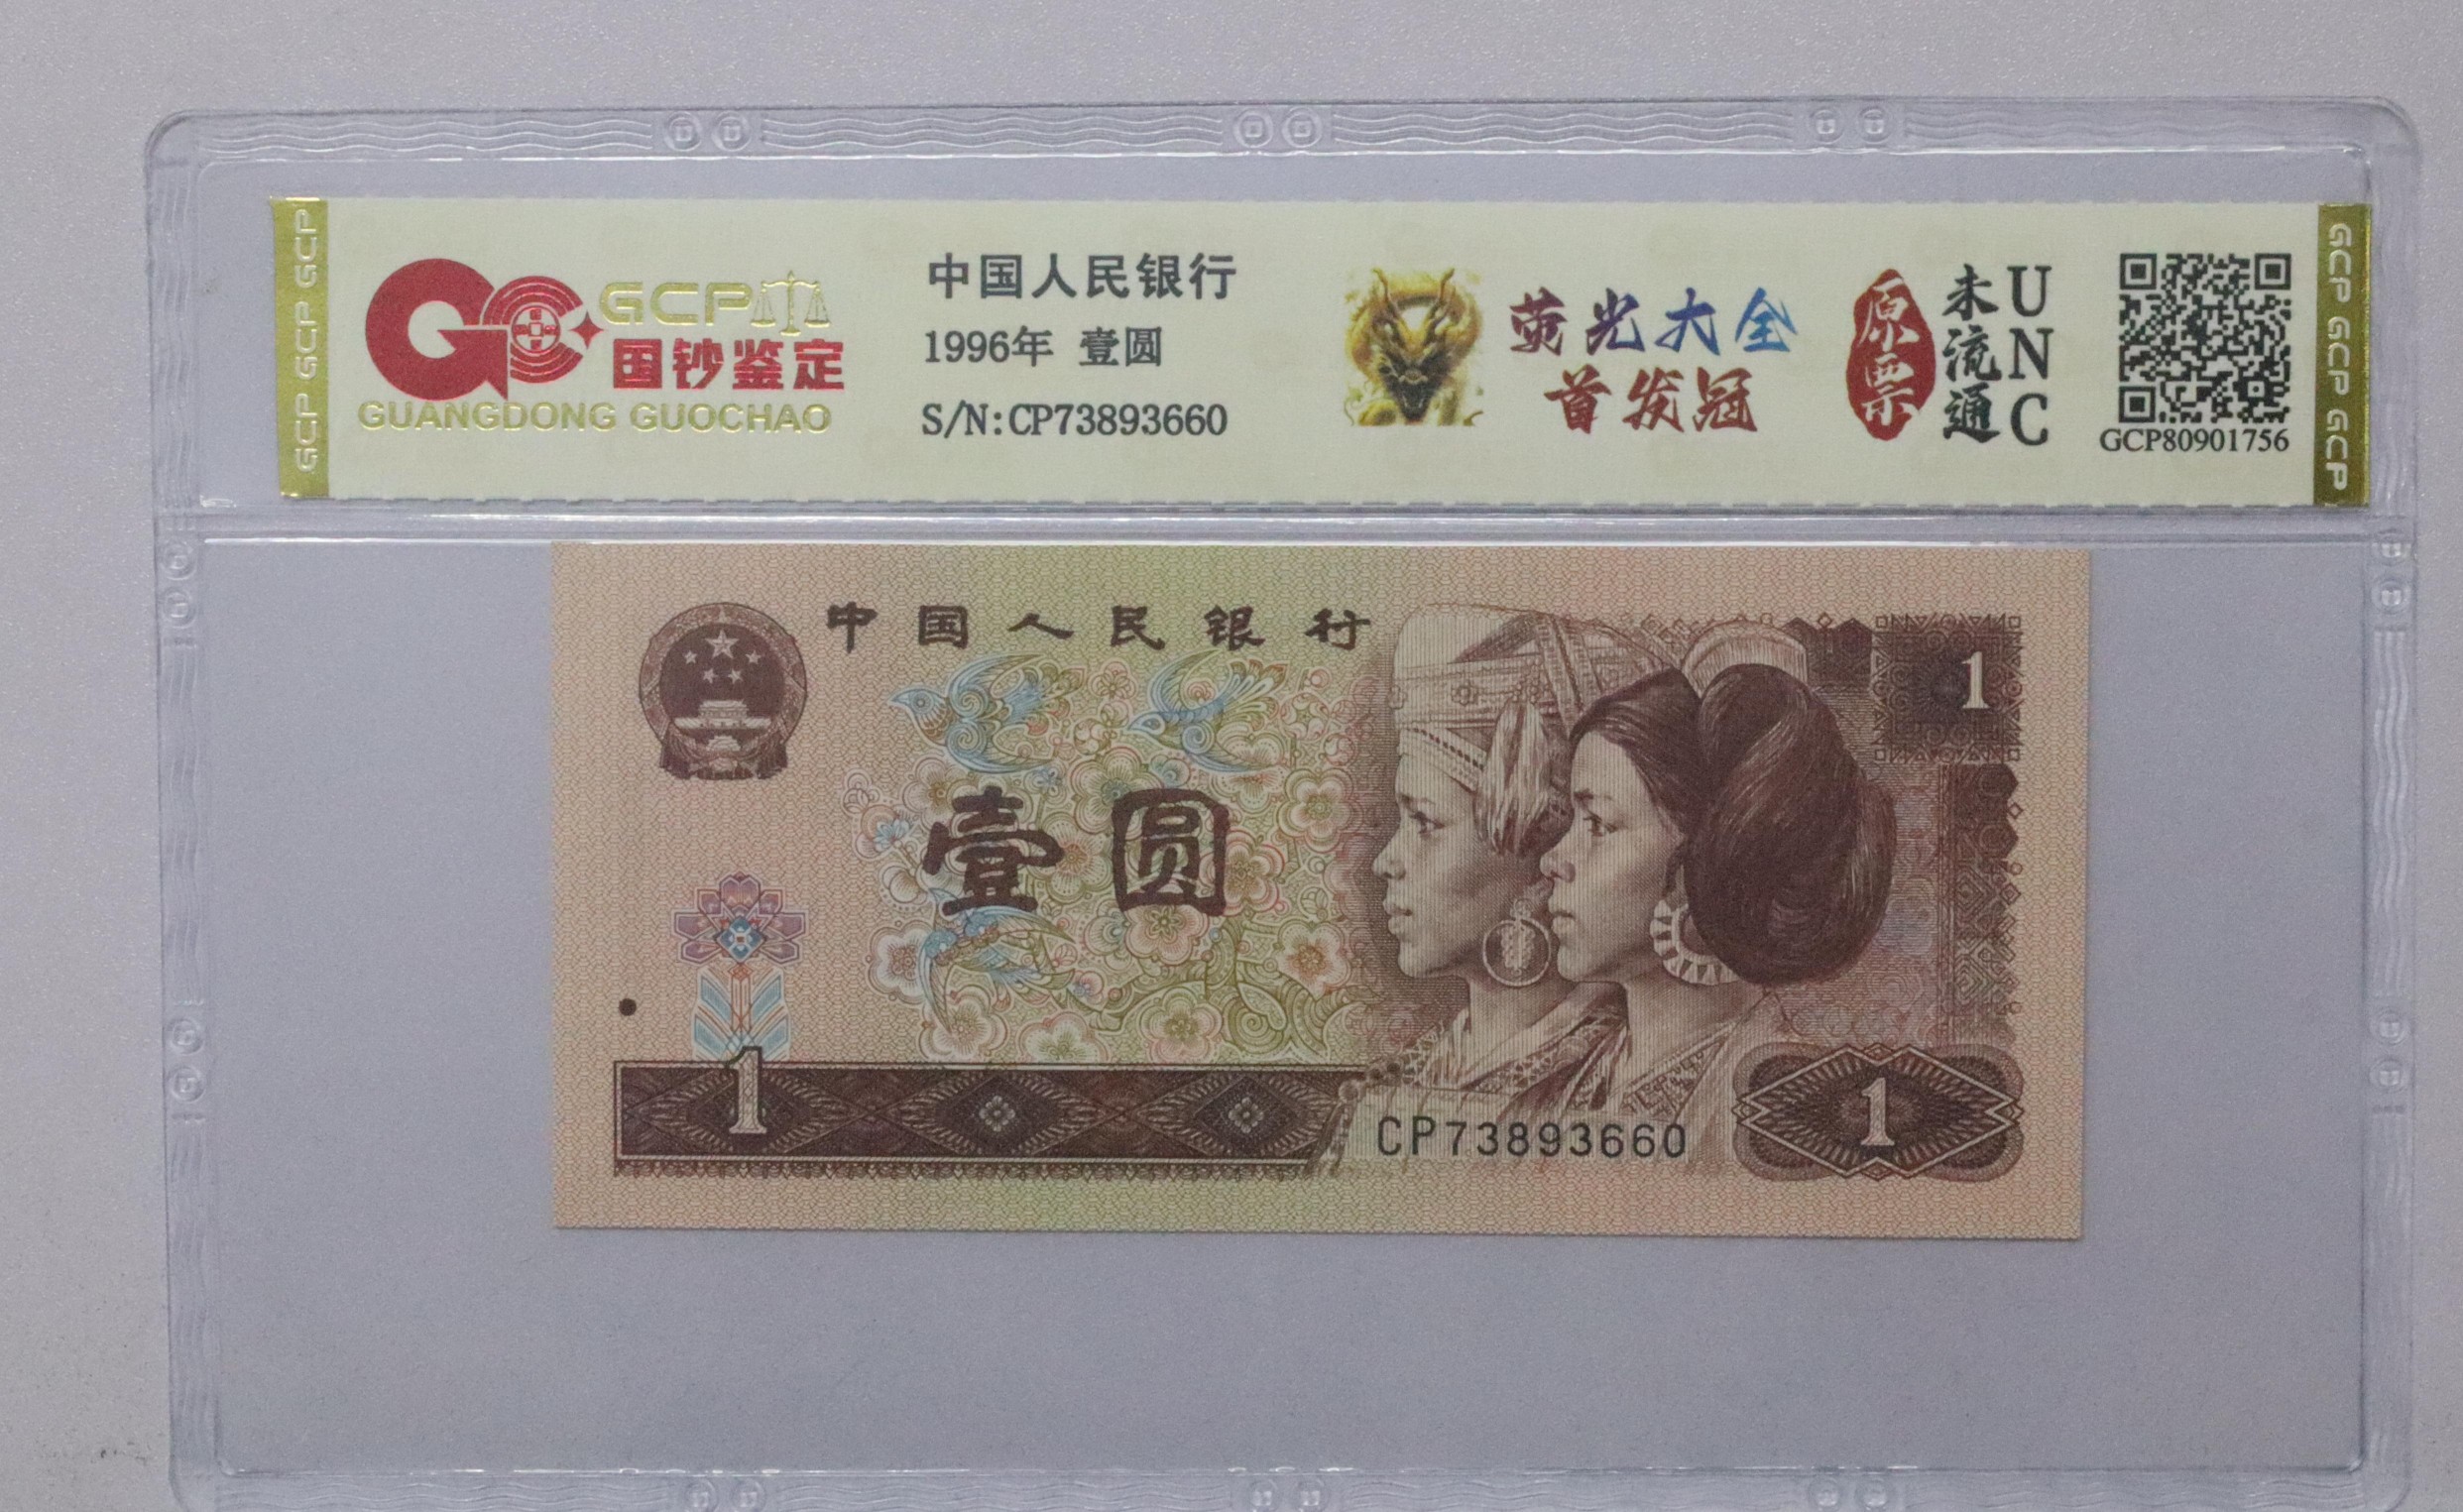 GCP GCP GCP
GCP
国钞鉴定
GUANGDONG GUOCHAO
中国人民银行
1996年 壹圆
S/N:CP73893660
荧光大全
首发冠
原票
未流通
UNC
GCP80901756
GCP GCP GCP
中国人民银行
1
壹圆
1
CP73893660
1